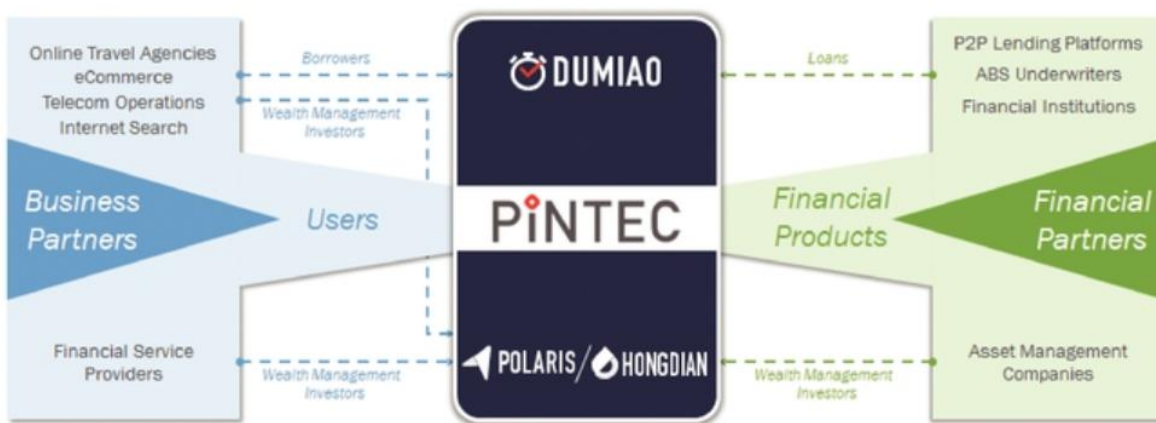 Online Travel Agencies
eCommerce
Telecom Operations
Internet Search
Business
Partners
Users
Financial Service
Providers
Borrowers
Wealth Management
Investors
Wealth Management
Investors
DUMIAO
PiNTEC
POLARIS/HONGDIAN
Loans
Financial
Products
Wealth Management
Investors
P2P Lending Platforms
ABS Underwriters
Financial Institutions
Financial
Partners
Asset Management
Companies